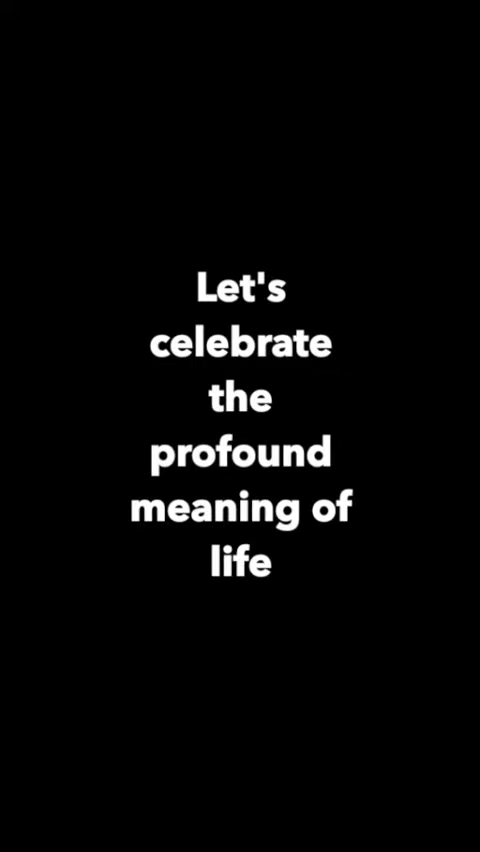 Let's
celebrate
the
profound
meaning of
life